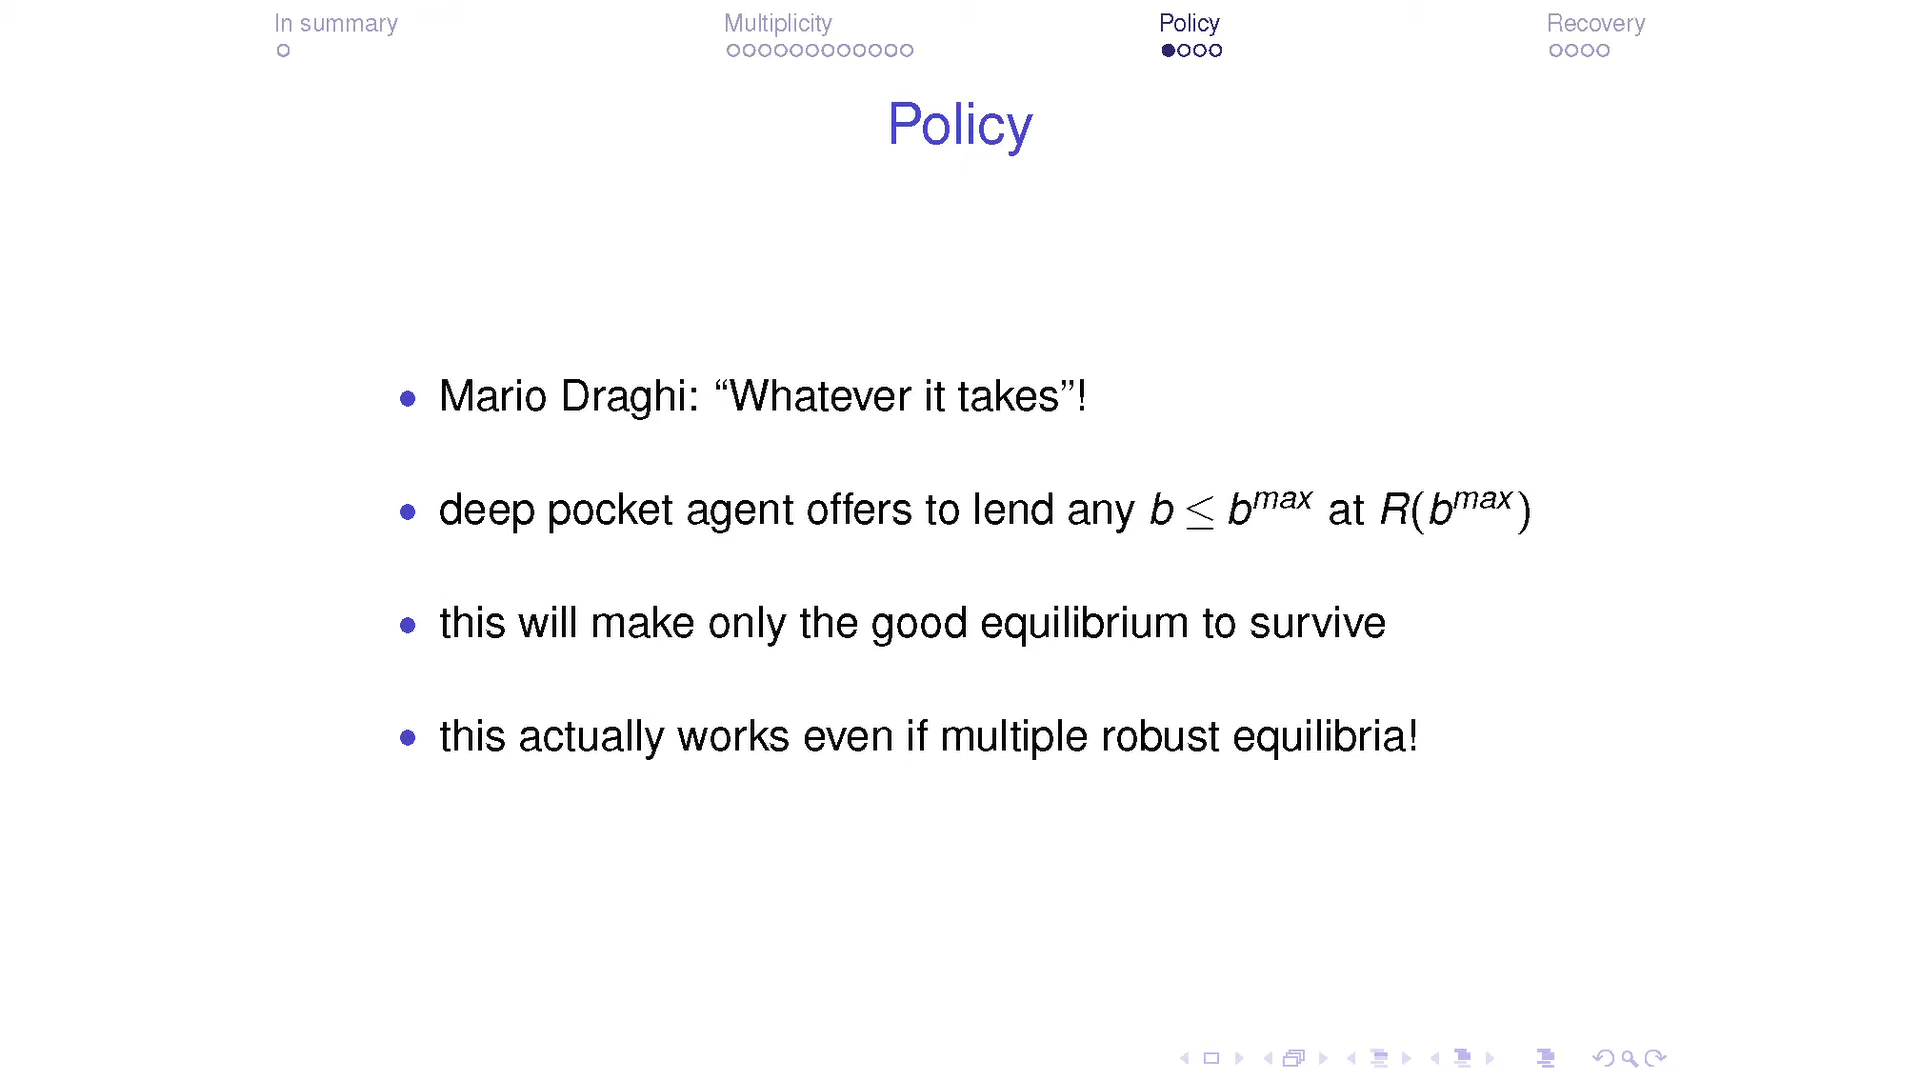 In summary
Multiplicity
Policy
Recovery
Policy
• Mario Draghi: “Whatever it takes”!
• deep pocket agent offers to lend any b ≤ b^max at R(b^max)
• this will make only the good equilibrium to survive
• this actually works even if multiple robust equilibria!